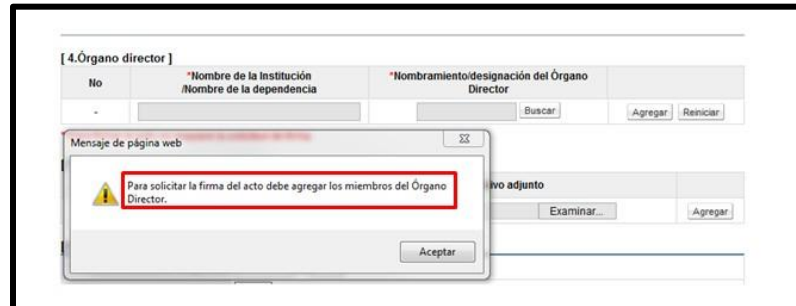 [ 4.Órgano director ]
No
*Nombre de la Institución
/Nombre de la dependencia
*Nombramiento/designación del Órgano
Director
-
Buscar
Agregar
Reiniciar
Mensaje de página web
Para solicitar la firma del acto debe agregar los miembros del Órgano
Director.
Aceptar
ivo adjunto
Examinar...
Agregar